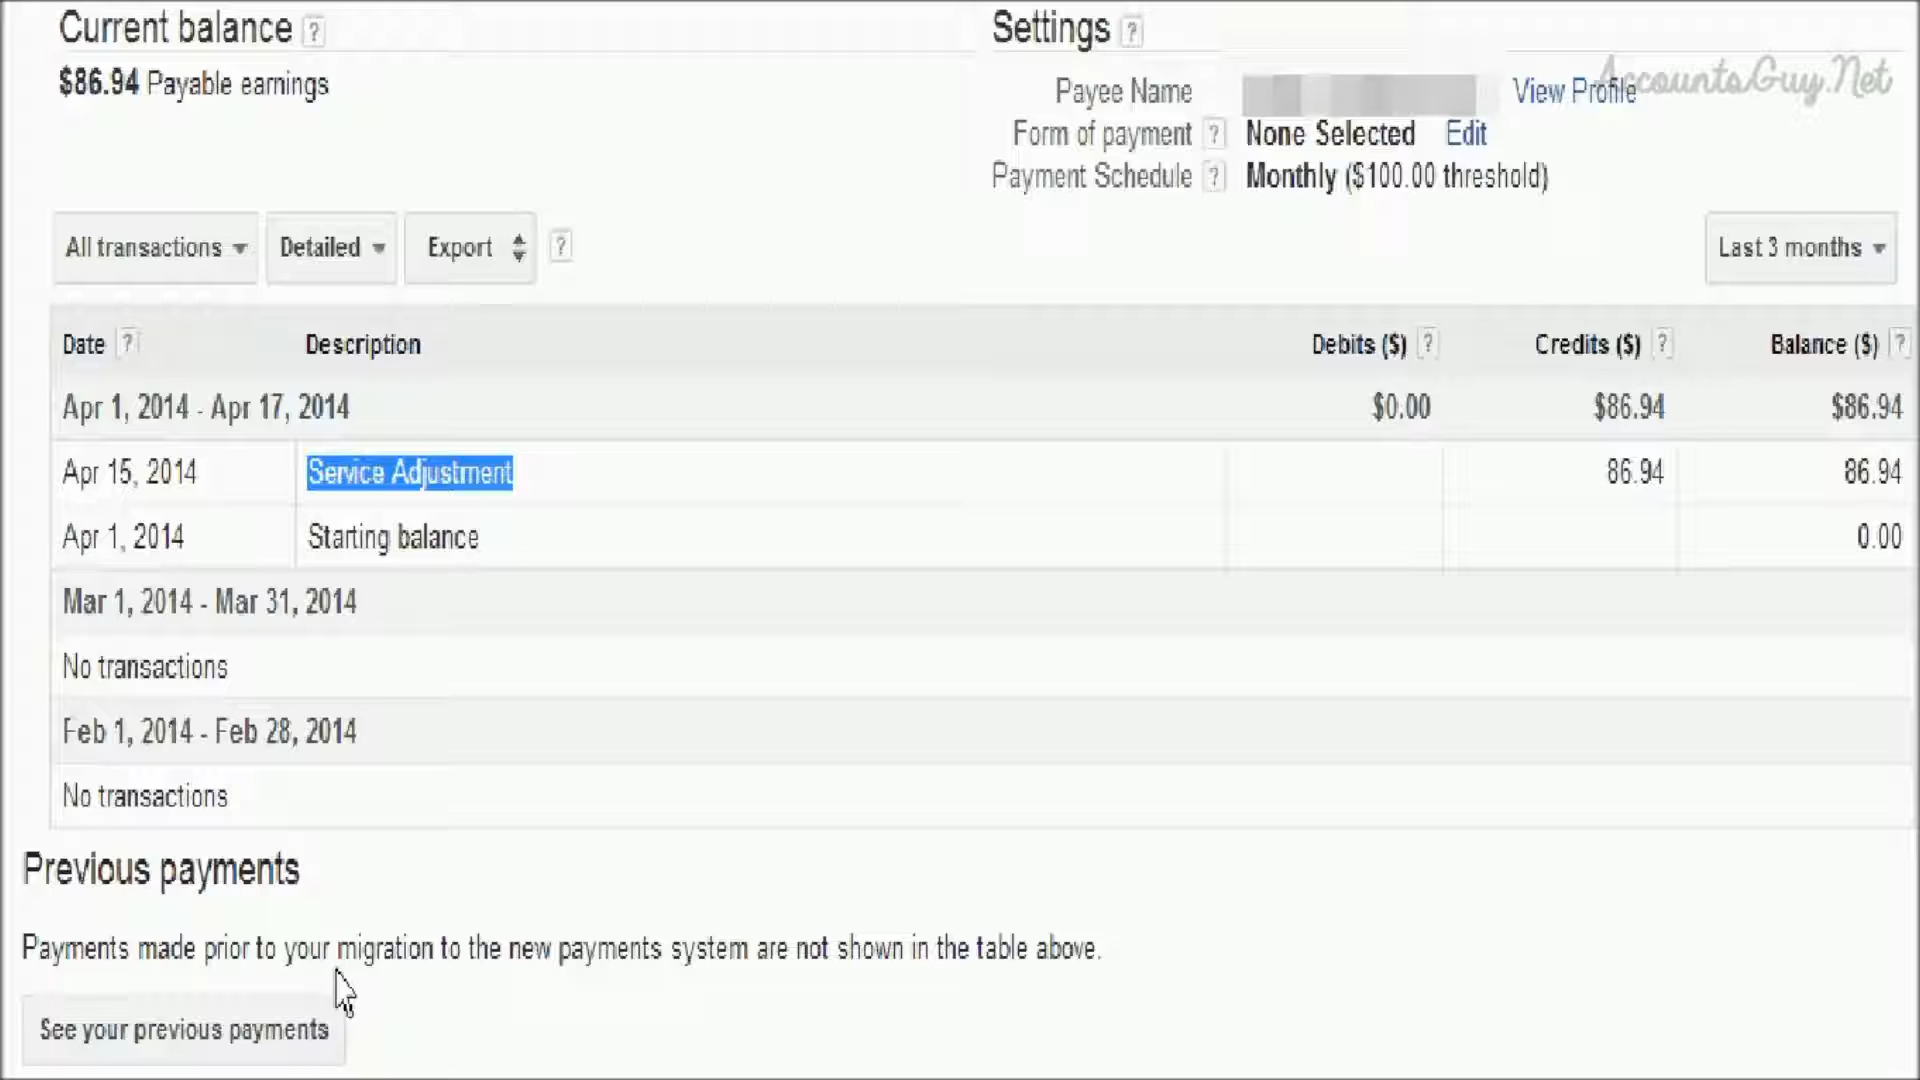 Current balance ?
$86.94 Payable earnings
Settings ?
AccountsGuy.Net
Payee Name View Profile
Form of payment ? None Selected Edit
Payment Schedule ? Monthly ($100.00 threshold)
All transactions Detailed Export ? Last 3 months
Date ? Description Debits ($) ? Credits ($) ? Balance ($) ?
Apr 1, 2014 - Apr 17, 2014 $0.00 $86.94 $86.94
Apr 15, 2014 Service Adjustment 86.94 86.94
Apr 1, 2014 Starting balance 0.00
Mar 1, 2014 - Mar 31, 2014
No transactions
Feb 1, 2014 - Feb 28, 2014
No transactions
Previous payments
Payments made prior to your migration to the new payments system are not shown in the table above.
See your previous payments